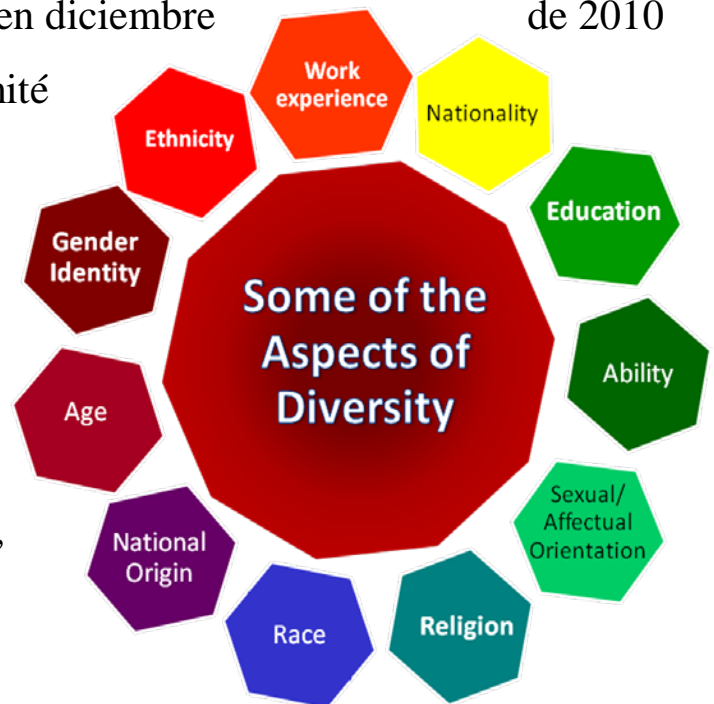 en diciembre de 2010
Work
experience
Nationality
Ethnicity
Education
Gender
Identity
Some of the
Aspects of
Diversity
Ability
Age
Sexual/
Affectual
Orientation
National
Origin
,
Race
Religion